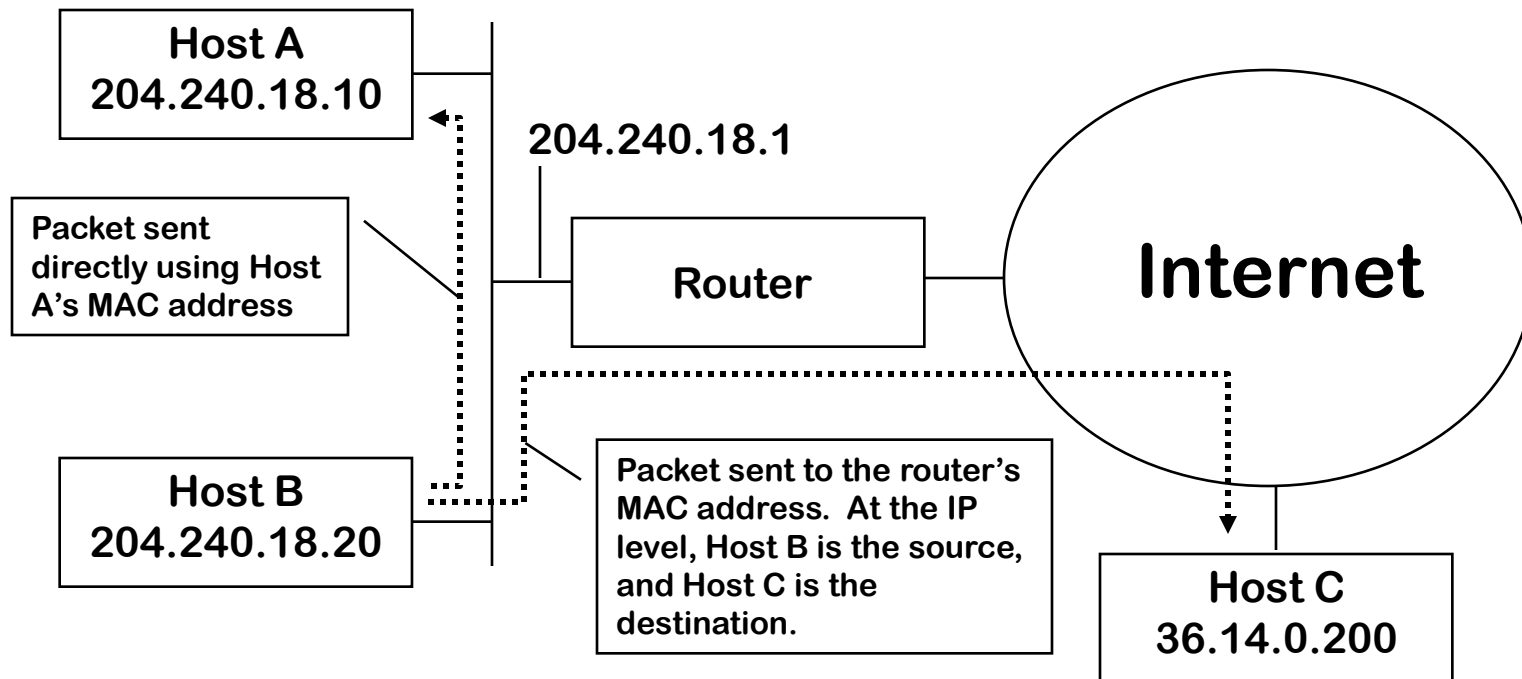 Host A
204.240.18.10
204.240.18.1
Packet sent
directly using Host
A’s MAC address
Router
Internet
Host B
204.240.18.20
Packet sent to the router’s
MAC address.  At the IP
level, Host B is the source,
and Host C is the
destination.
Host C
36.14.0.200